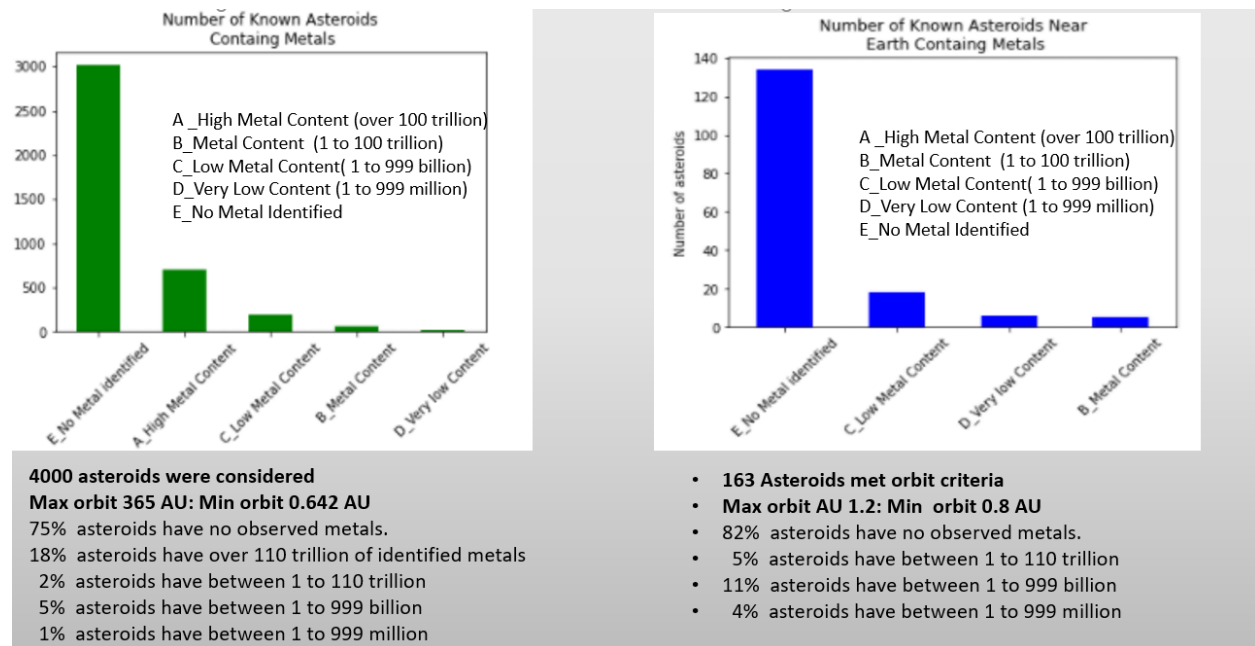 Number of Known Asteroids
Containg Metals
3000
2500
2000
1500
1000
500
0
A _High Metal Content (over 100 trillion)
B_Metal Content  (1 to 100 trillion)
C_Low Metal Content( 1 to 999 billion)
D_Very Low Content (1 to 999 million)
E_No Metal Identified
E_No Metal identified
A_High Metal Content
C_Low Metal Content
B_Metal Content
D_Very low Content
4000 asteroids were considered
Max orbit 365 AU: Min orbit 0.642 AU
75%  asteroids have no observed metals.
18%  asteroids have over 110 trillion of identified metals
2%  asteroids have between 1 to 110 trillion
5%  asteroids have between 1 to 999 billion
1%  asteroids have between 1 to 999 million
Number of Known Asteroids Near
Earth Containg Metals
Number of asteroids
140
120
100
80
60
40
20
0
A _High Metal Content (over 100 trillion)
B_Metal Content  (1 to 100 trillion)
C_Low Metal Content( 1 to 999 billion)
D_Very Low Content (1 to 999 million)
E_No Metal Identified
E_No Metal identified
C_Low Metal Content
D_Very low Content
B_Metal Content
• 163 Asteroids met orbit criteria
• Max orbit AU 1.2: Min  orbit 0.8 AU
• 82%  asteroids have no observed metals.
• 5%  asteroids have between 1 to 110 trillion
• 11%  asteroids have between 1 to 999 billion
• 4%  asteroids have between 1 to 999 million